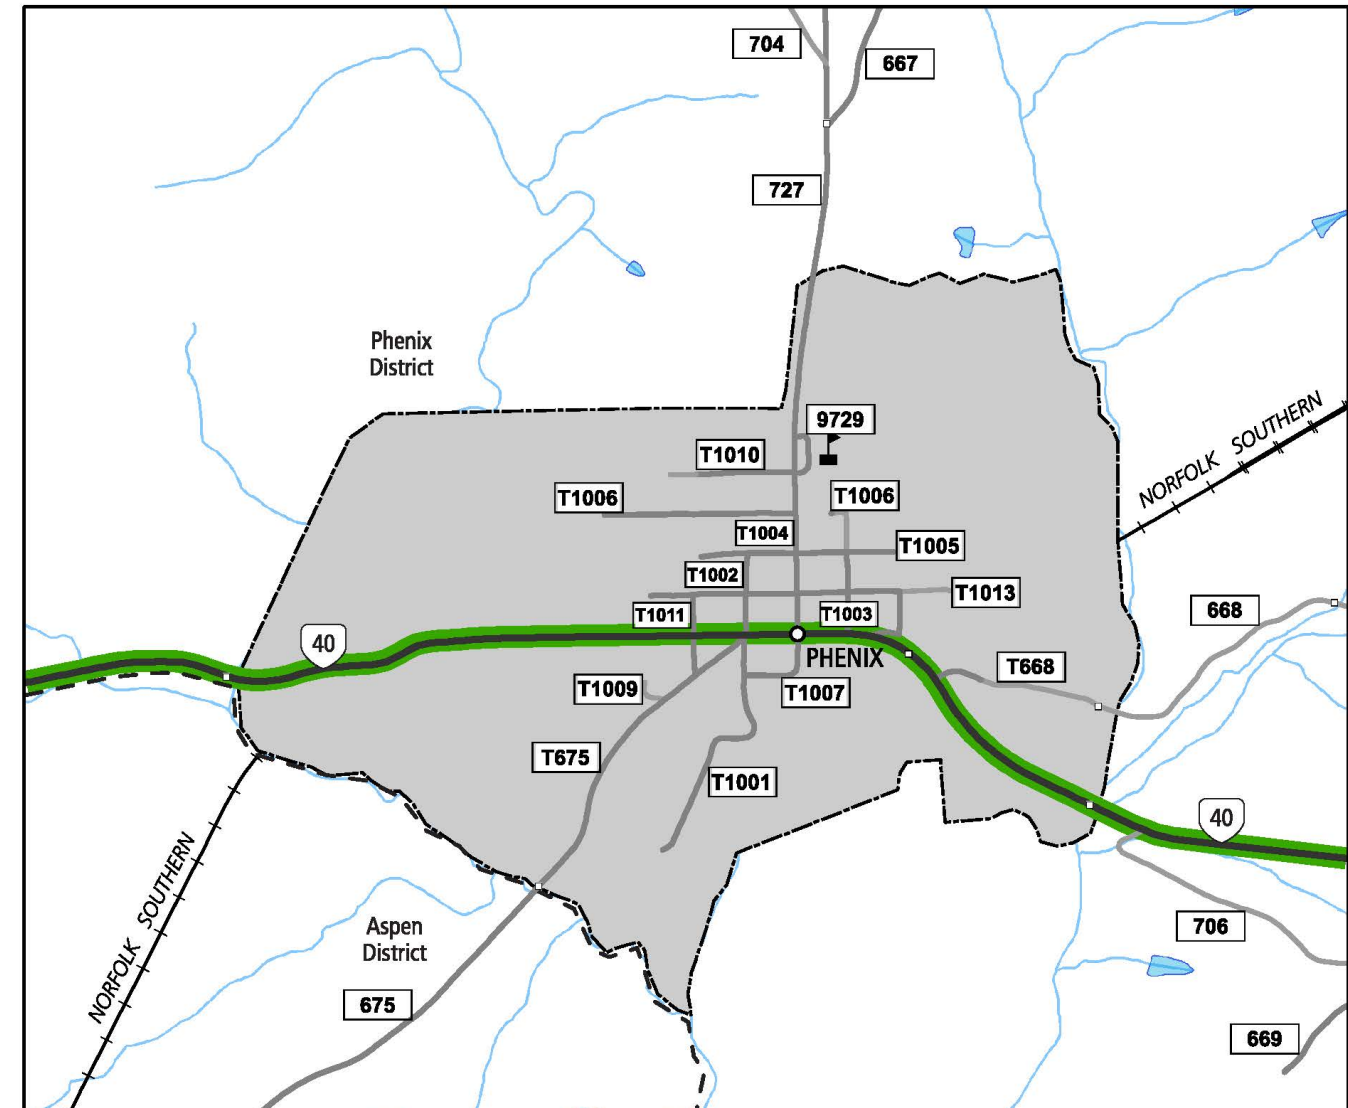 704
667
727
Phenix
District
9729
T1010
T1006
T1006
T1004
T1005
T1002
T1013
T1011
T1003
NORFOLK SOUTHERN
668
40
PHENIX
T668
T1009
T1007
T675
T1001
40
NORFOLK SOUTHERN
Aspen
District
706
675
669